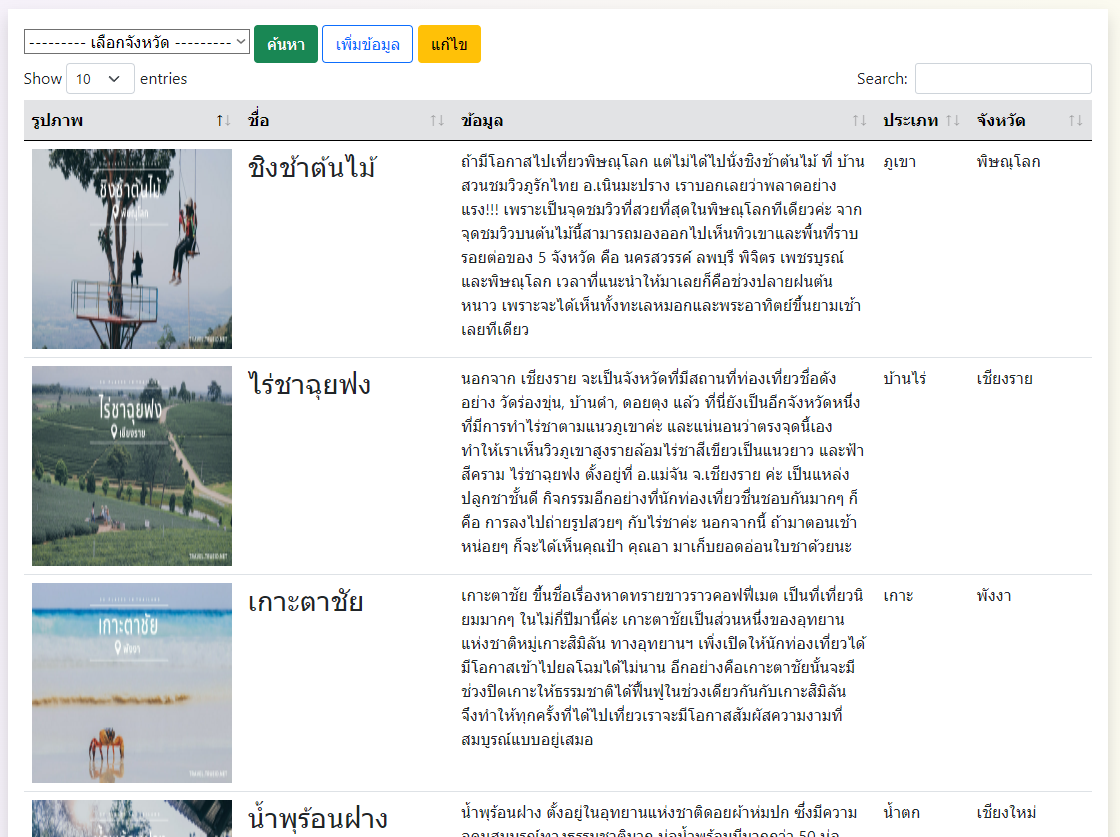 --------- เลือกจังหวัด ---------
ค้นหา
เพิ่มข้อมูล
แก้ไข
Show 10 entries
Search:
รูปภาพ ชื่อ ข้อมูล ประเภท จังหวัด
ชิงช้าต้นไม้
พิษณุโลก
TRAVEL.TRUEID.NET
ชิงช้าต้นไม้
ถ้ามีโอกาสไปเที่ยวพิษณุโลก แต่ไม่ได้ไปนั่งชิงช้าต้นไม้ ที่ บ้าน
สวนชมวิวภูรักไทย อ.เนินมะปราง เราบอกเลยว่าพลาดอย่าง
แรง!!! เพราะเป็นจุดชมวิวที่สวยที่สุดในพิษณุโลกทีเดียวค่ะ จาก
จุดชมวิวบนต้นไม้นี้สามารถมองออกไปเห็นทิวเขาและพื้นที่ราบ
รอยต่อของ 5 จังหวัด คือ นครสวรรค์ ลพบุรี พิจิตร เพชรบูรณ์
และพิษณุโลก เวลาที่แนะนำให้มาเลยก็คือช่วงปลายฝนต้น
หนาว เพราะจะได้เห็นทั้งทะเลหมอกและพระอาทิตย์ขึ้นยามเช้า
เลยทีเดียว
ภูเขา
พิษณุโลก
ไร่ชาฉุยฟง
เชียงราย
TRAVEL.TRUEID.NET
ไร่ชาฉุยฟง
นอกจาก เชียงราย จะเป็นจังหวัดที่มีสถานที่ท่องเที่ยวชื่อดัง
อย่าง วัดร่องขุ่น, บ้านดำ, ดอยตุง แล้ว ที่นี่ยังเป็นอีกจังหวัดหนึ่ง
ที่มีการทำไร่ชาตามแนวภูเขาค่ะ และแน่นอนว่าตรงจุดนี้เอง
ทำให้เราเห็นวิวภูเขาสูงรายล้อมไร่ชาสีเขียวเป็นแนวยาว และฟ้า
สีคราม ไร่ชาฉุยฟง ตั้งอยู่ที่ อ.แม่จัน จ.เชียงราย ค่ะ เป็นแหล่ง
ปลูกชาชั้นดี กิจกรรมอีกอย่างที่นักท่องเที่ยวชื่นชอบกันมากๆ ก็
คือ การลงไปถ่ายรูปสวยๆ กับไร่ชาค่ะ นอกจากนี้ ถ้ามาตอนเช้า
หน่อยๆ ก็จะได้เห็นคุณป้า คุณอา มาเก็บยอดอ่อนใบชาด้วยนะ
บ้านไร่
เชียงราย
เกาะตาชัย
พังงา
TRAVEL.TRUEID.NET
เกาะตาชัย
เกาะตาชัย ขึ้นชื่อเรื่องหาดทรายขาวราวคอฟฟี่เมต เป็นที่เที่ยวนิ
ยมมากๆ ในไม่กี่ปีมานี้ค่ะ เกาะตาชัยเป็นส่วนหนึ่งของอุทยาน
แห่งชาติหมู่เกาะสิมิลัน ทางอุทยานฯ เพิ่งเปิดให้นักท่องเที่ยวได้
มีโอกาสเข้าไปยลโฉมได้ไม่นาน อีกอย่างคือเกาะตาชัยนั้นจะมี
ช่วงปิดเกาะให้ธรรมชาติได้ฟื้นฟูในช่วงเดียวกันกับเกาะสิมิลัน
จึงทำให้ทุกครั้งที่ได้ไปเที่ยวเราจะมีโอกาสสัมผัสความงามที่
สมบูรณ์แบบอยู่เสมอ
เกาะ
พังงา
น้ำพุร้อนฝาง
น้ำพุร้อนฝาง ตั้งอยู่ในอุทยานแห่งชาติดอยผ้าห่มปก ซึ่งมีความ
น้ำตก
เชียงใหม่